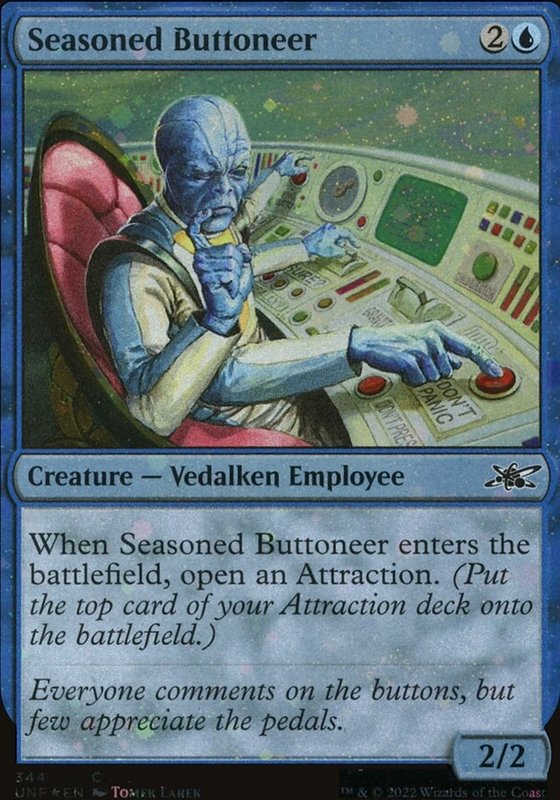 Seasoned Buttoneer 2
DON'T
PANIC
Creature — Vedalken Employee
When Seasoned Buttoneer enters the
battlefield, open an Attraction. (Put
the top card of your Attraction deck onto
the battlefield.)
Everyone comments on the buttons, but
few appreciate the pedals.
2/2
344 C
UNF★EN Tomek Larek
™ & © 2022 Wizards of the Coast